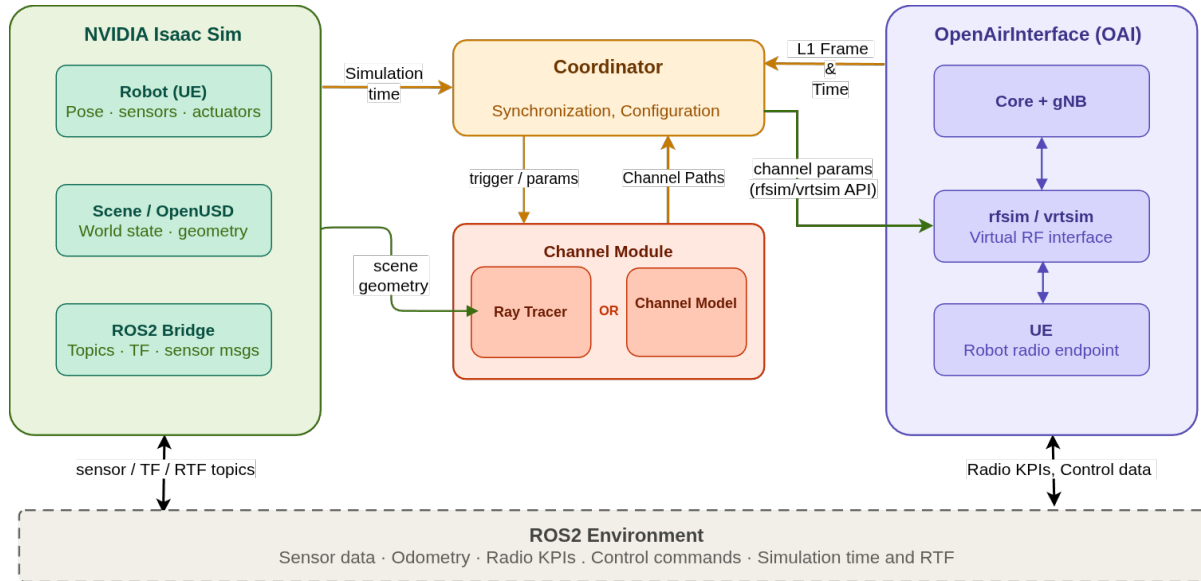 NVIDIA Isaac Sim
Robot (UE)
Pose · sensors · actuators
Scene / OpenUSD
World state · geometry
ROS2 Bridge
Topics · TF · sensor msgs
Simulation
time
Coordinator
Synchronization, Configuration
L1 Frame
&
Time
trigger / params
Channel Paths
channel params
(rfsim/vrtsim API)
scene
geometry
Channel Module
Ray Tracer
OR
Channel Model
OpenAirInterface (OAI)
Core + gNB
rfsim / vrtsim
Virtual RF interface
UE
Robot radio endpoint
sensor / TF / RTF topics
Radio KPIs, Control data
ROS2 Environment
Sensor data · Odometry · Radio KPIs . Control commands · Simulation time and RTF